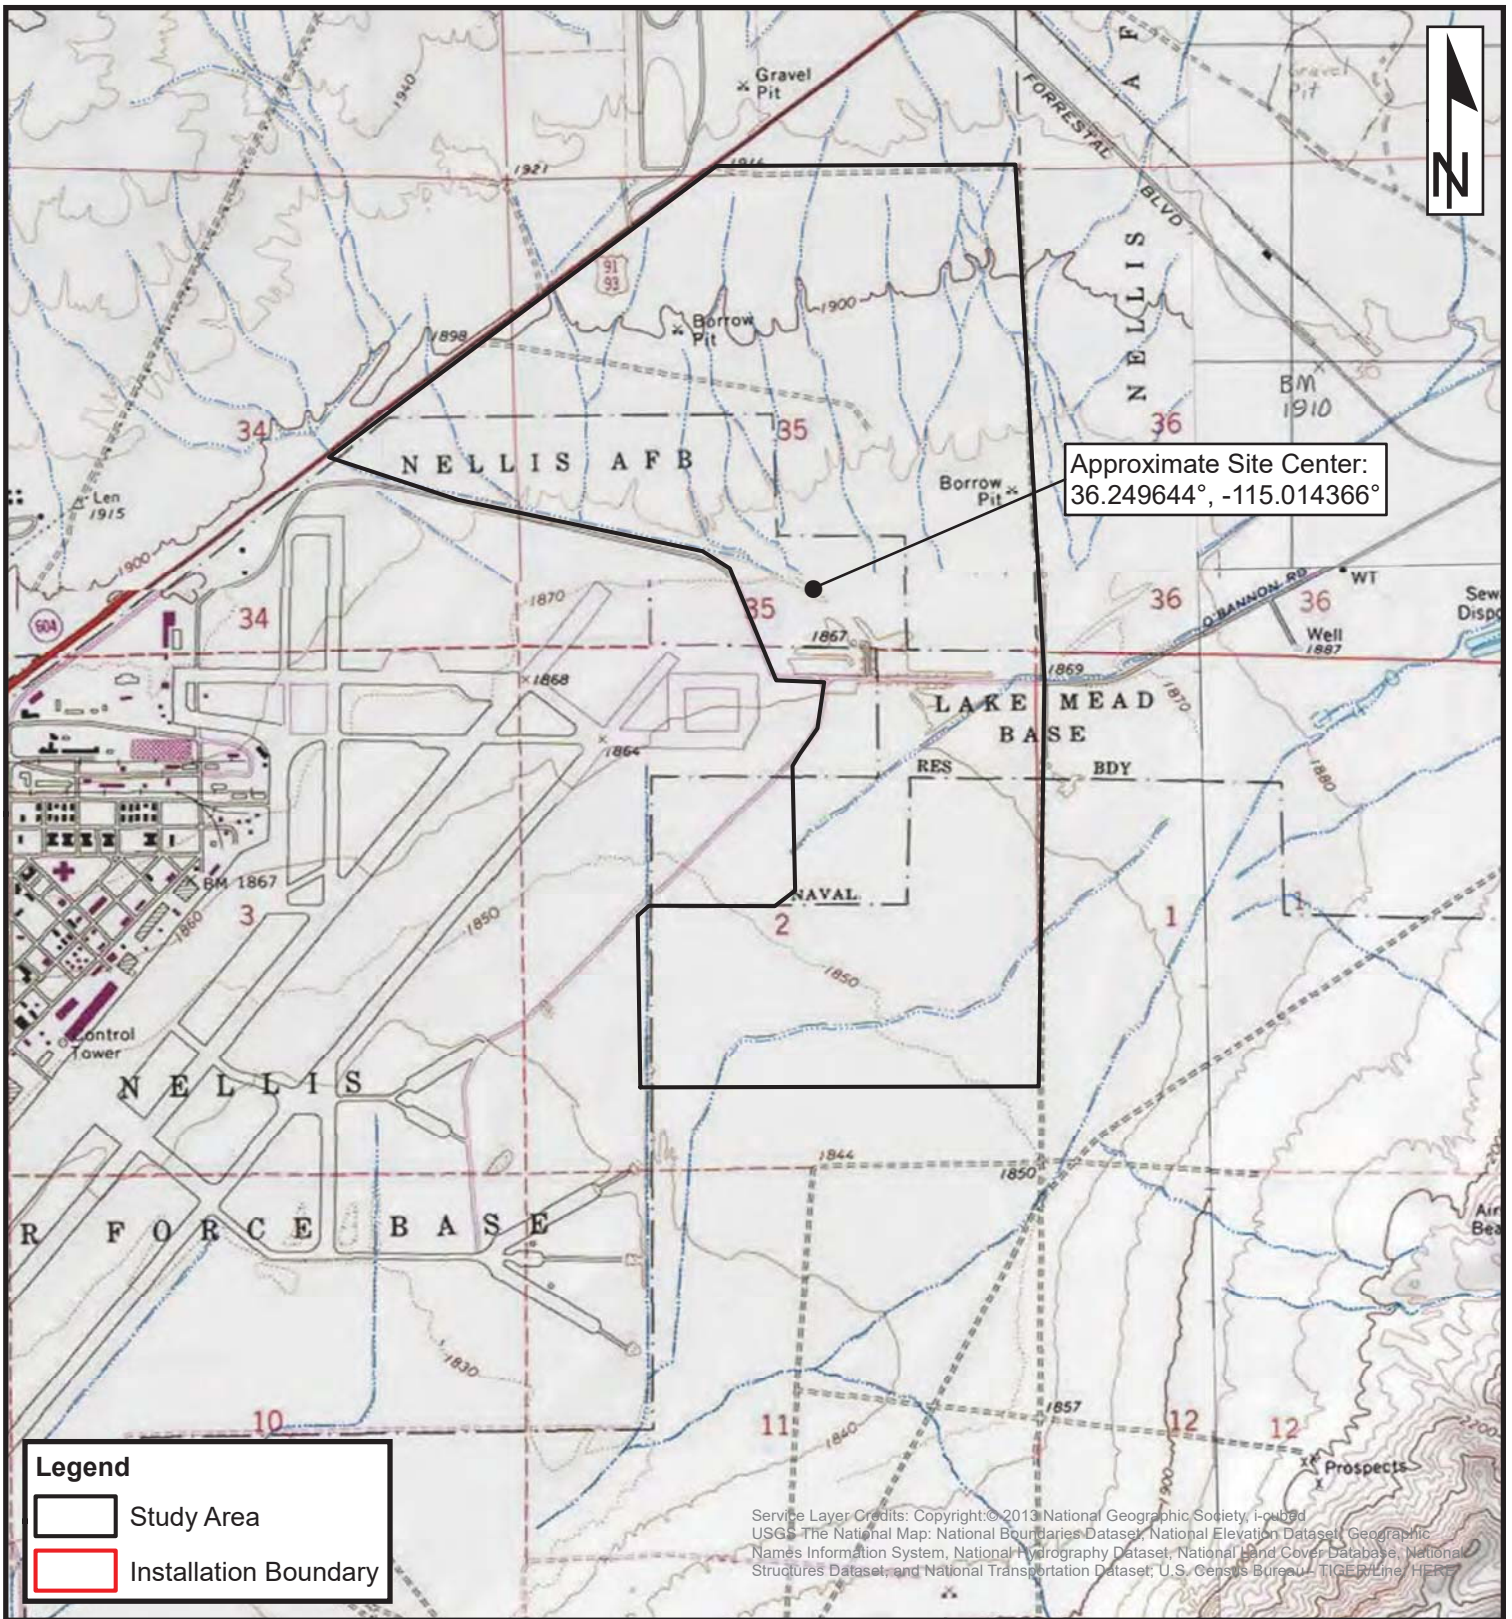 1940
Gravel
Pit
FORRESTAL
BLVD
A F
Gravel
Pit
N
1921
1914
91
93
NELLIS
1900
Borrow
Pit
1898
BM
1910
34
35
36
NELLIS AFB
Approximate Site Center:
36.249644°, -115.014366°
Borrow
Pit
Len
1915
1900
1870
35
34
36
O'BANNON RD
WT
36
Well
1887
604
1867
1869
1868
LAKE MEAD
BASE
1870
1864
RES
BDY
1880
BM 1867
1860
3
1850
NAVAL
2
1
1
1850
Control
Tower
NELLIS
1844
1850
R FORCE BASE
1830
1857
10
11
12
12
1840
2200
1900
Prospects
Legend
Study Area
Installation Boundary
Service Layer Credits: Copyright:© 2013 National Geographic Society, i-cubed
USGS The National Map: National Boundaries Dataset, National Elevation Dataset, Geographic
Names Information System, National Hydrography Dataset, National Land Cover Database, National
Structures Dataset, and National Transportation Dataset; U.S. Census Bureau - TIGER/Line; HERE